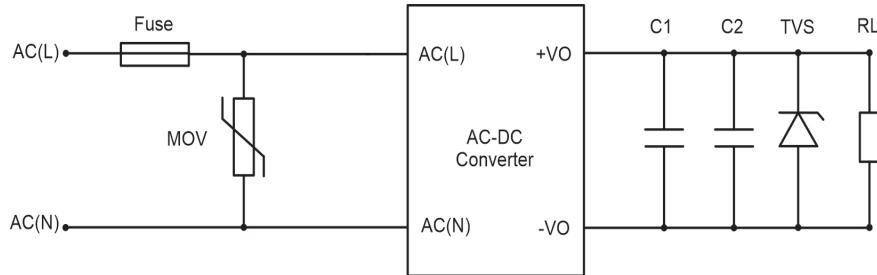 Fuse
C1 C2 TVS RL
AC(L) AC(L) +VO
MOV
AC-DC
Converter
AC(N) AC(N) -VO